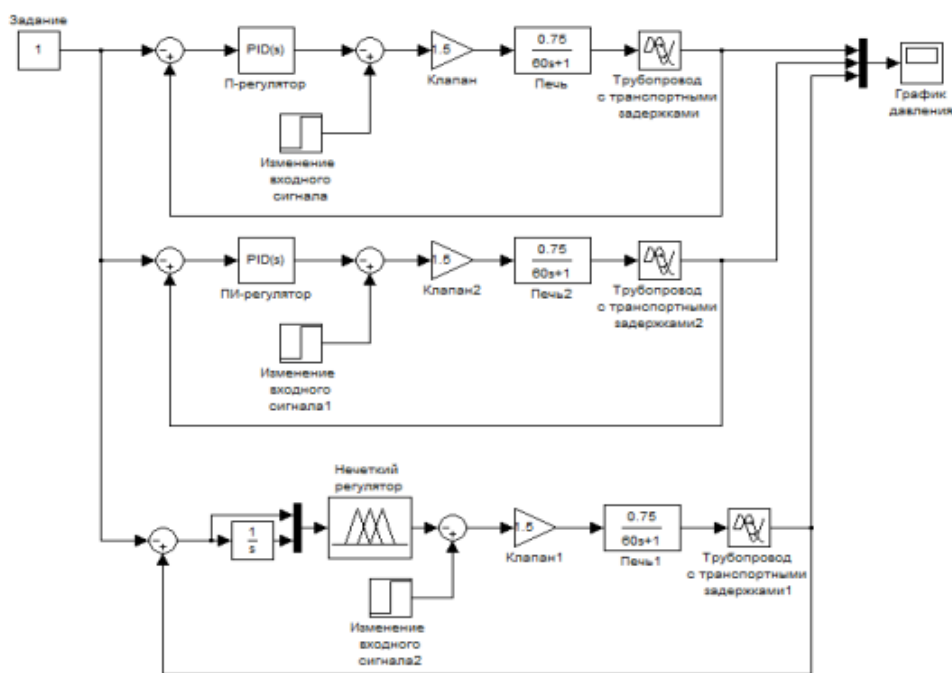 Задание
1
PID(s)
П-регулятор
1.5
Клапан
0.75
60s+1
Печь
Трубопровод
с транспортными
задержками
График
давления
Изменение
входного
сигнала
PID(s)
ПИ-регулятор
1.5
Клапан2
0.75
60s+1
Печь2
Трубопровод
с транспортными
задержками2
Изменение
входного
сигнала1
Нечеткий
регулятор
1
s
1.5
Клапан1
0.75
60s+1
Печь1
Трубопровод
с транспортными
задержками1
Изменение
входного
сигнала2